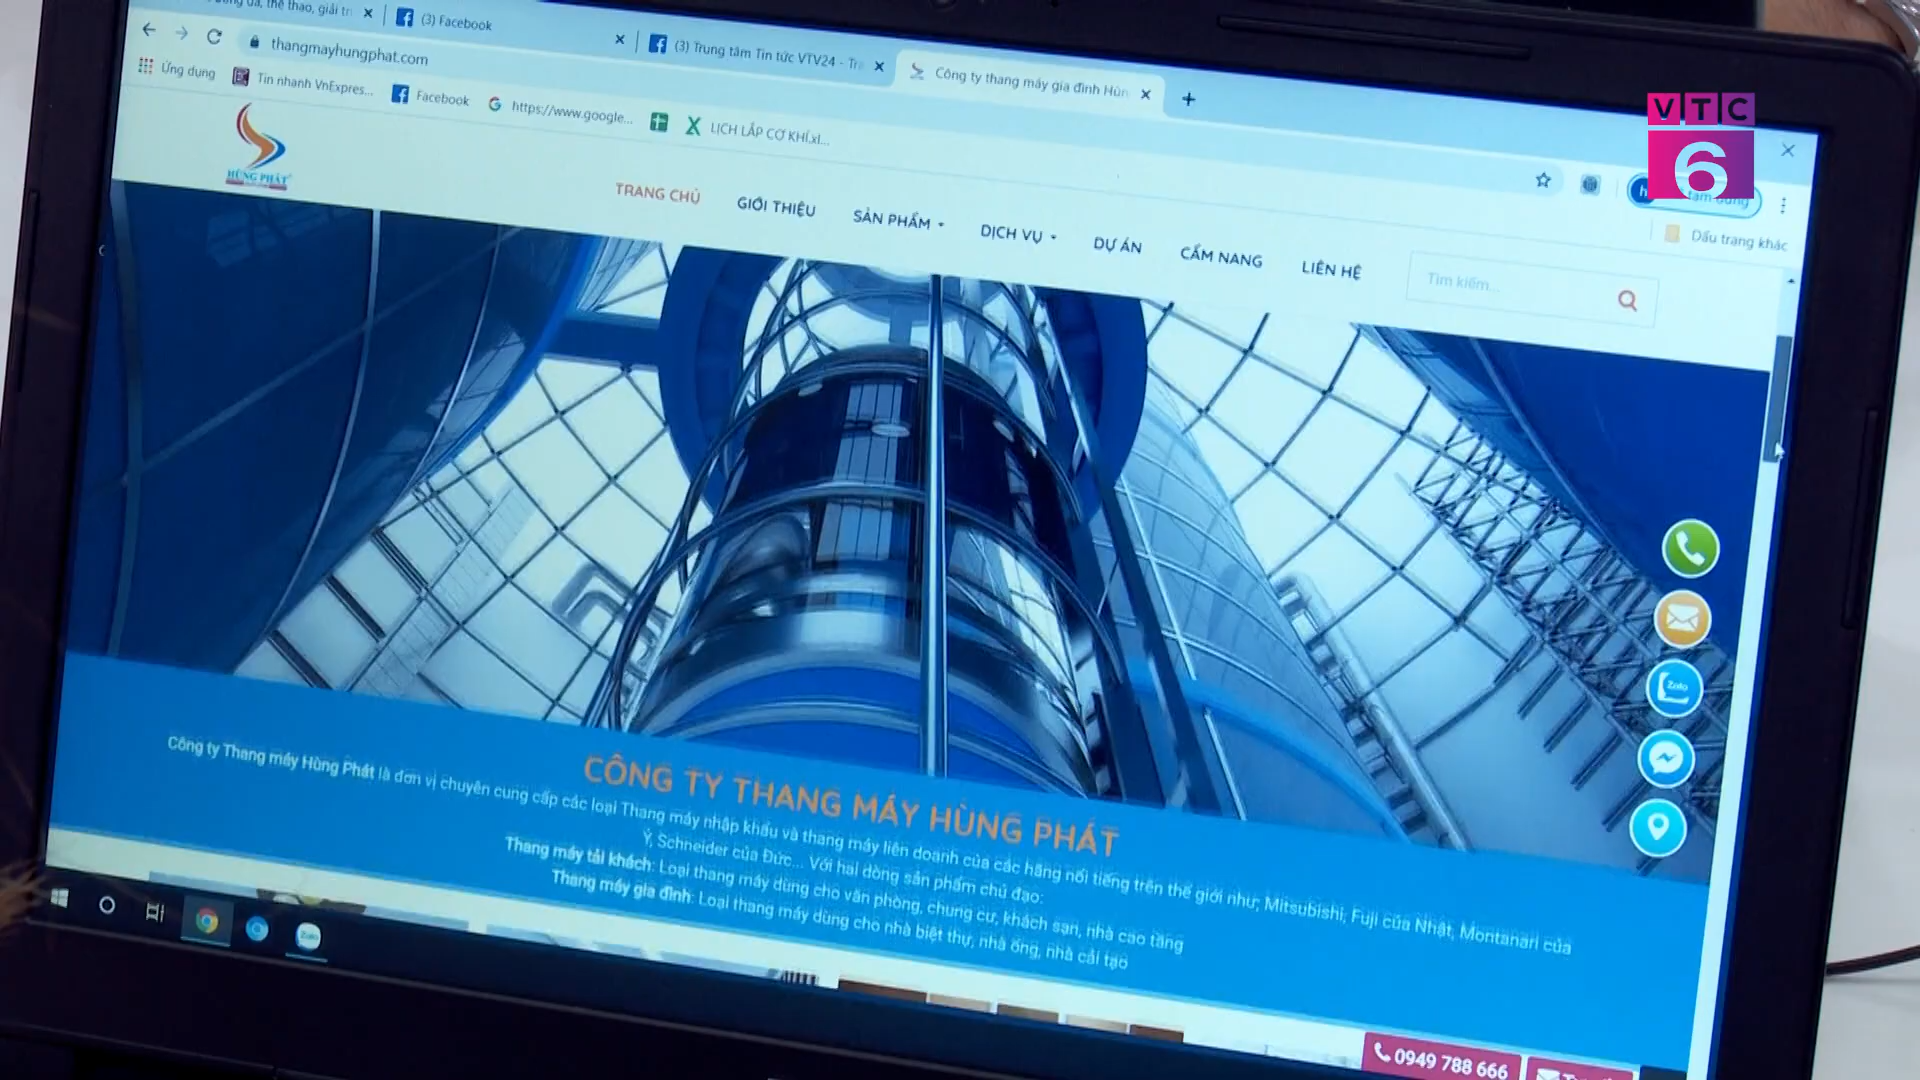 (3) Facebook
(3) Trung tâm Tin tức VTV24 - Tr
Công ty thang máy gia đình Hùn
thangmayhungphat.com
Ứng dụng
Tin nhanh VnExpres...
Facebook
https://www.google...
LỊCH LẮP CƠ KHÍ.xl...
Dấu trang khác
VTC
6
HÙNG PHÁT
TRANG CHỦ
GIỚI THIỆU
SẢN PHẨM
DỊCH VỤ
DỰ ÁN
CẨM NANG
LIÊN HỆ
Tìm kiếm...
Zalo
CÔNG TY THANG MÁY HÙNG PHÁT
Công ty Thang máy Hùng Phát là đơn vị chuyên cung cấp các loại Thang máy nhập khẩu và thang máy liên doanh của các hãng nổi tiếng trên thế giới như; Mitsubishi; Fuji của Nhật, Montanari của
Ý, Schneider của Đức... Với hai dòng sản phẩm chủ đạo:
Thang máy tải khách: Loại thang máy dùng cho văn phòng, chung cư, khách sạn, nhà cao tầng
Thang máy gia đình: Loại thang máy dùng cho nhà biệt thự, nhà ống, nhà cải tạo
0949 788 666
Zalo